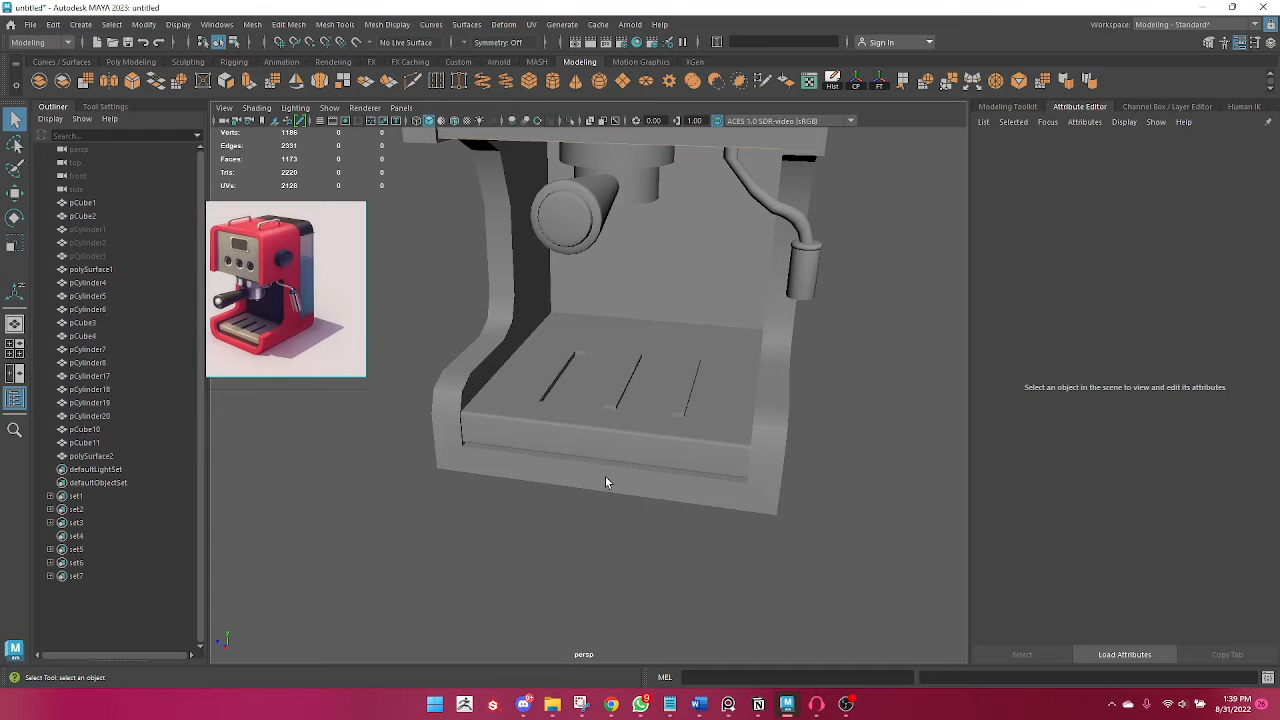 untitled* - Autodesk MAYA 2023: untitled
File Edit Create Select Modify Display Windows Mesh Edit Mesh Mesh Tools Mesh Display Curves Surfaces Deform UV Generate Cache Arnold Help
Workspace: Modeling - Standard*
Modeling No Live Surface Symmetry: Off Sign In
Curves / Surfaces Poly Modeling Sculpting Rigging Animation Rendering FX FX Caching Custom Arnold MASH Modeling Motion Graphics XGen
Hist CP FT
Outliner Tool Settings
Display Show Help
Search...
persp
top
front
side
pCube1
pCube2
pCylinder1
pCylinder2
pCylinder3
polySurface1
pCylinder4
pCylinder5
pCylinder6
pCube3
pCube4
pCylinder7
pCylinder8
pCylinder17
pCylinder18
pCylinder19
pCylinder20
pCube10
pCube11
polySurface2
defaultLightSet
defaultObjectSet
set1
set2
set3
set4
set5
set6
set7
View Shading Lighting Show Renderer Panels
0.00 1.00 ACES 1.0 SDR-video (sRGB)
Verts: 1186 0 0
Edges: 2331 0 0
Faces: 1173 0 0
Tris: 2220 0 0
UVs: 2128 0 0
persp
Modeling Toolkit Attribute Editor Channel Box / Layer Editor Human IK
List Selected Focus Attributes Display Show Help
Select an object in the scene to view and edit its attributes
Select Load Attributes Copy Tab
Select Tool: select an object
MEL
1:39 PM
8/31/2022